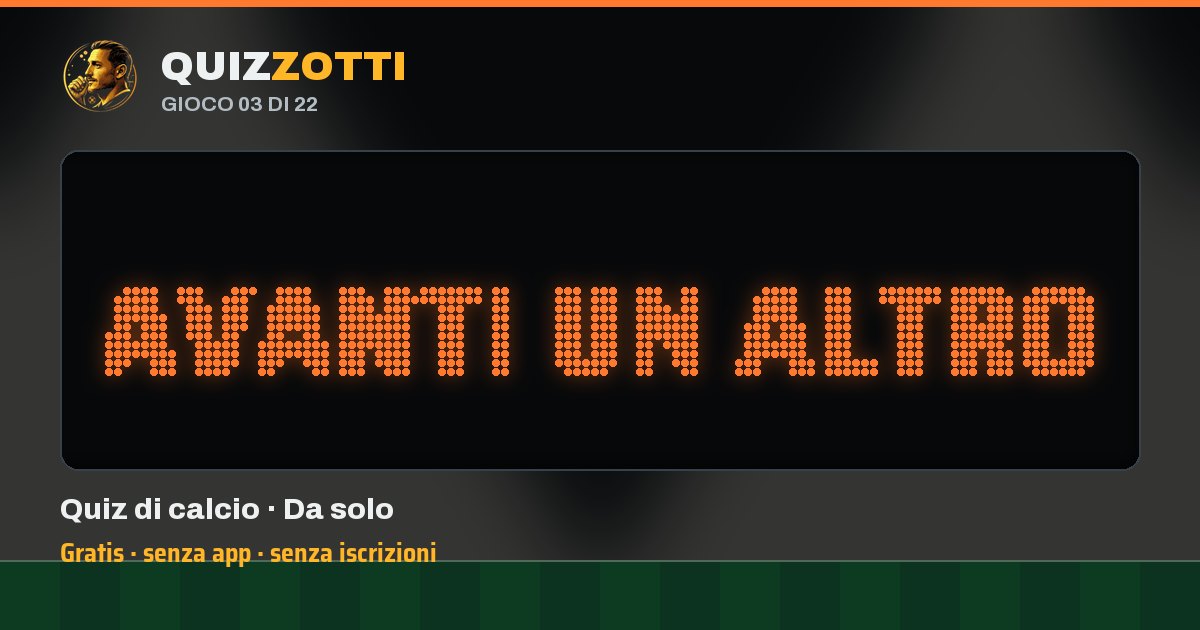 QUIZZOTTI
GIOCO 03 DI 22
AVANTI UN ALTRO
Quiz di calcio · Da solo
Gratis · senza app · senza iscrizioni